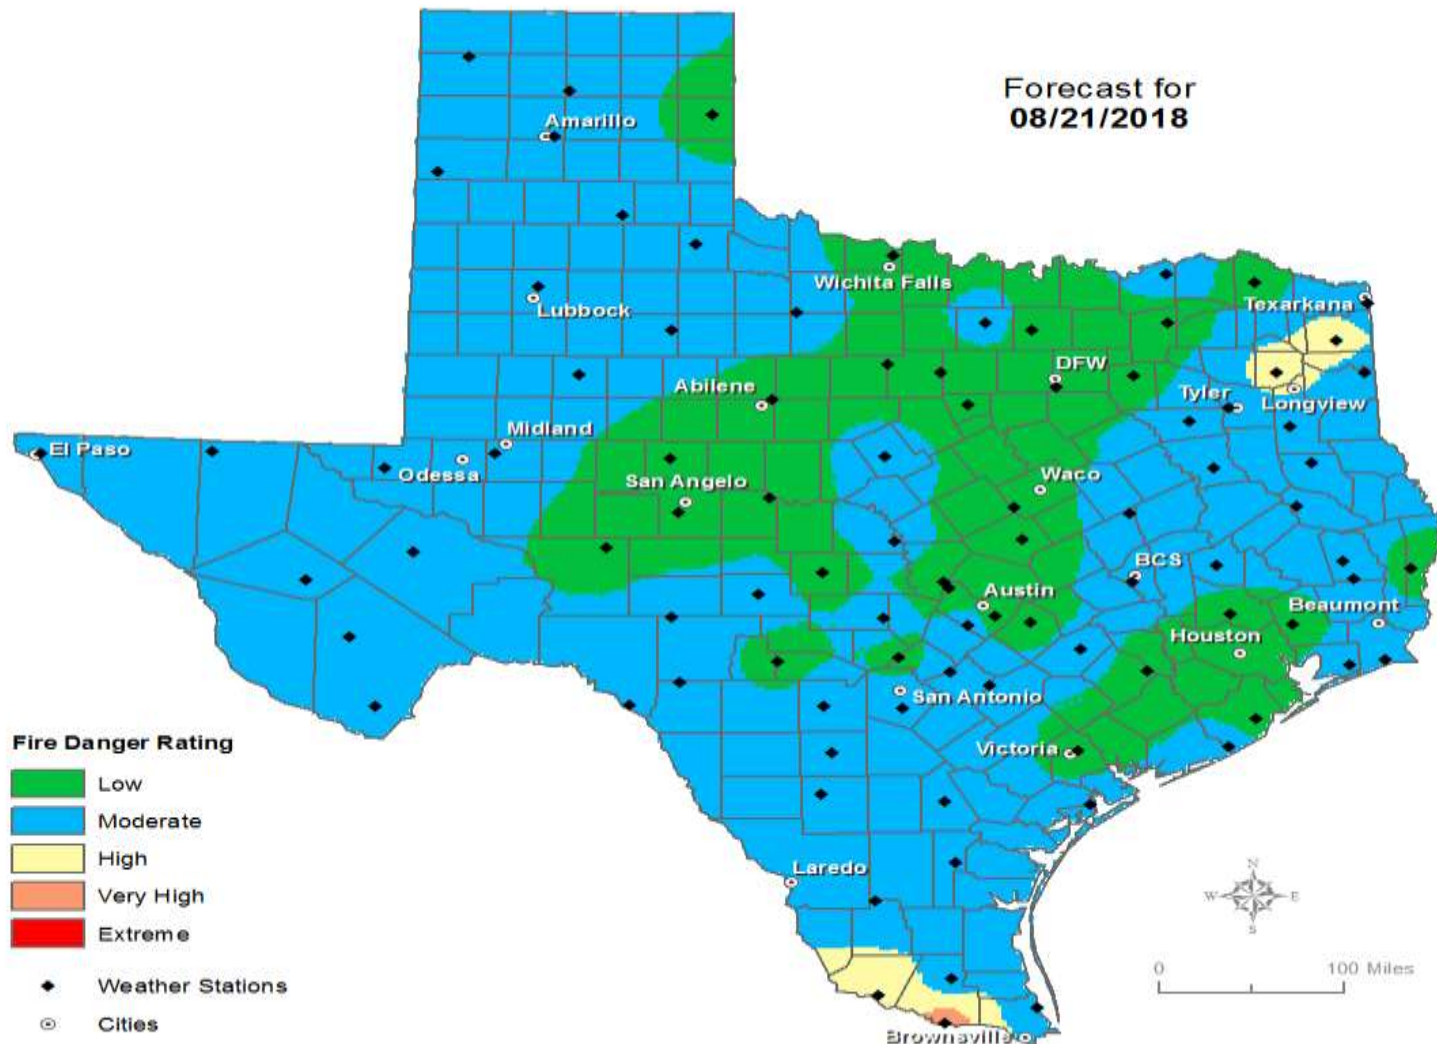 Forecast for
08/21/2018
Amarillo
Wichita Falls
Lubbock
Texarkana
DFW
Abilene
Tyler
Longview
Midland
El Paso
Odessa
San Angelo
Waco
BCS
Austin
Beaumont
Houston
San Antonio
Victoria
Laredo
Brownsville
Fire Danger Rating
Low
Moderate
High
Very High
Extreme
Weather Stations
Cities
N
W E
S
0 100 Miles